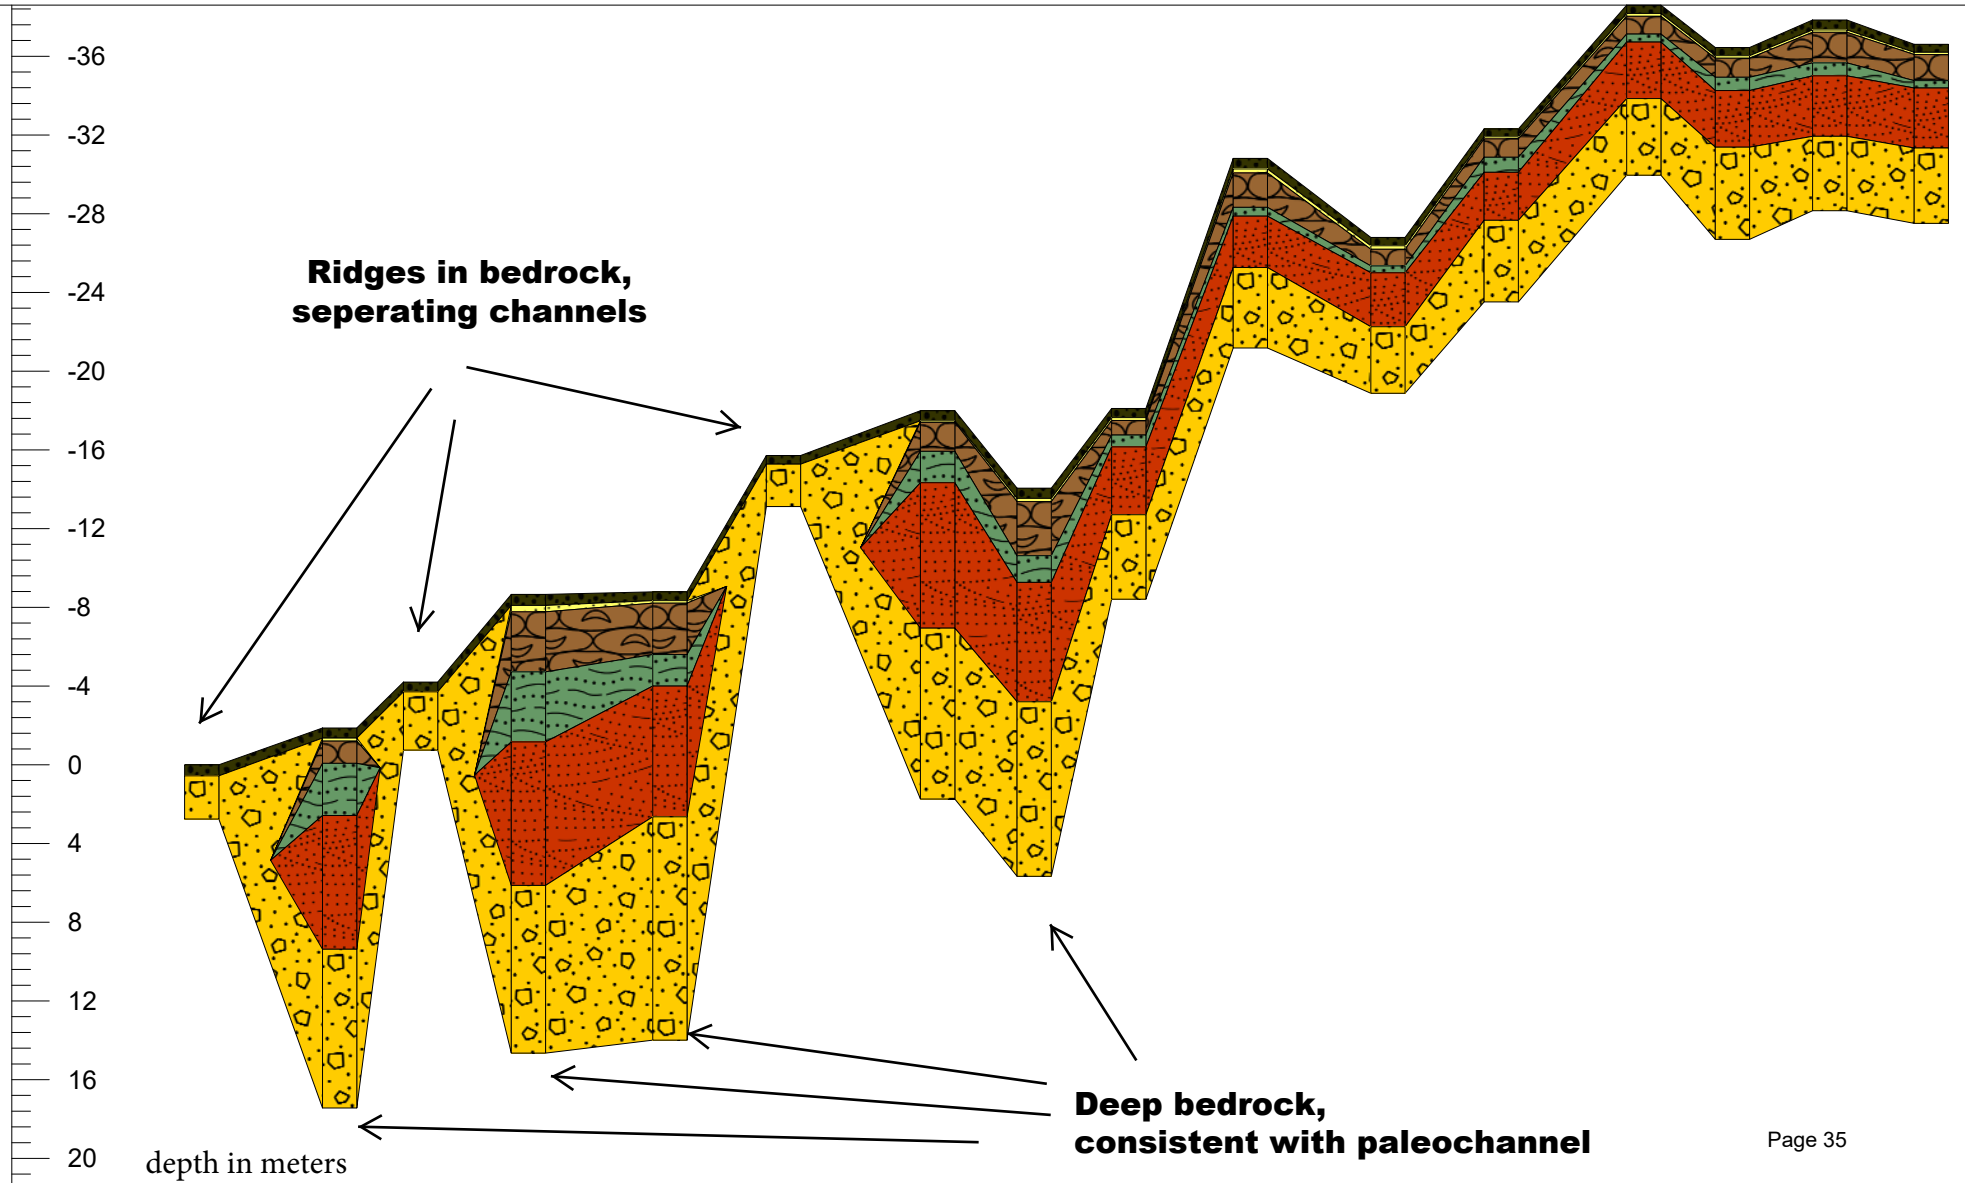 -36
-32
-28
-24
-20
-16
-12
-8
-4
0
4
8
12
16
20
Ridges in bedrock,
seperating channels
Deep bedrock,
consistent with paleochannel
depth in meters
Page 35